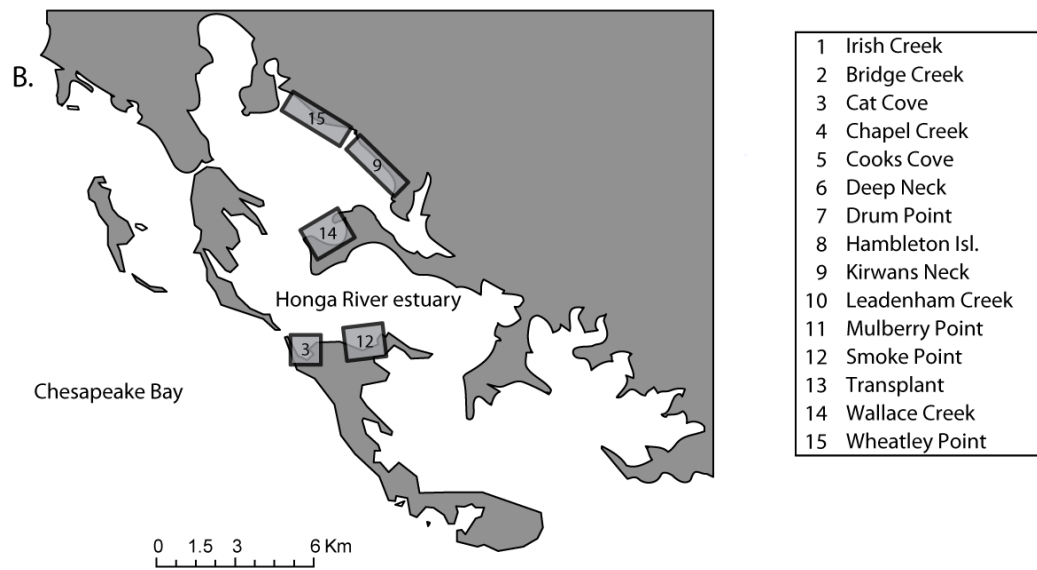 B.
15
9
14
Honga River estuary
3
12
Chesapeake Bay
0 1.5 3 6 Km
1 Irish Creek
2 Bridge Creek
3 Cat Cove
4 Chapel Creek
5 Cooks Cove
6 Deep Neck
7 Drum Point
8 Hambleton Isl.
9 Kirwans Neck
10 Leadenham Creek
11 Mulberry Point
12 Smoke Point
13 Transplant
14 Wallace Creek
15 Wheatley Point